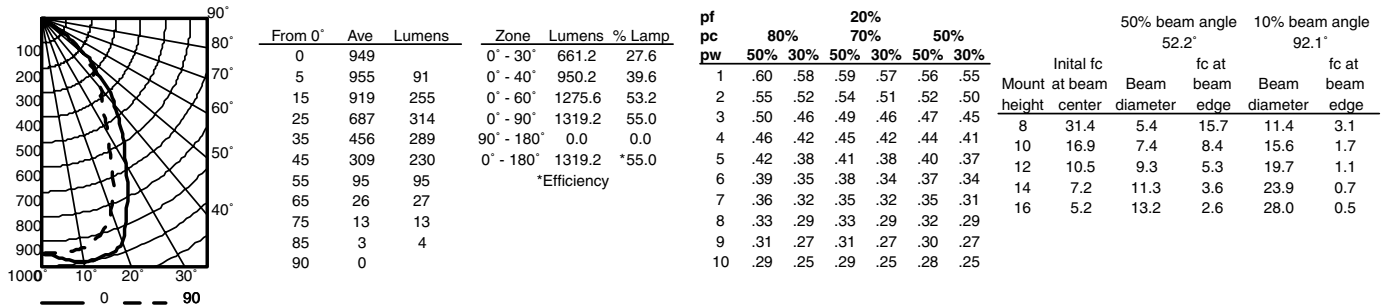 90°
80°
70°
60°
50°
40°
100
200
300
400
500
600
700
800
900
1000 0° 10° 20° 30°
0 90
From 0° Ave Lumens
0 949
5 955 91
15 919 255
25 687 314
35 456 289
45 309 230
55 95 95
65 26 27
75 13 13
85 3 4
90 0
Zone Lumens % Lamp
0° - 30° 661.2 27.6
0° - 40° 950.2 39.6
0° - 60° 1275.6 53.2
0° - 90° 1319.2 55.0
90° - 180° 0.0 0.0
0° - 180° 1319.2 *55.0
*Efficiency
pf 20%
pc 80% 70% 50%
pw 50% 30% 50% 30% 50% 30%
1 .60 .58 .59 .57 .56 .55
2 .55 .52 .54 .51 .52 .50
3 .50 .46 .49 .46 .47 .45
4 .46 .42 .45 .42 .44 .41
5 .42 .38 .41 .38 .40 .37
6 .39 .35 .38 .34 .37 .34
7 .36 .32 .35 .32 .35 .31
8 .33 .29 .33 .29 .32 .29
9 .31 .27 .31 .27 .30 .27
10 .29 .25 .29 .25 .28 .25
50% beam angle 10% beam angle
52.2° 92.1°
Inital fc fc at fc at
Mount at beam Beam beam Beam beam
height center diameter edge diameter edge
8 31.4 5.4 15.7 11.4 3.1
10 16.9 7.4 8.4 15.6 1.7
12 10.5 9.3 5.3 19.7 1.1
14 7.2 11.3 3.6 23.9 0.7
16 5.2 13.2 2.6 28.0 0.5